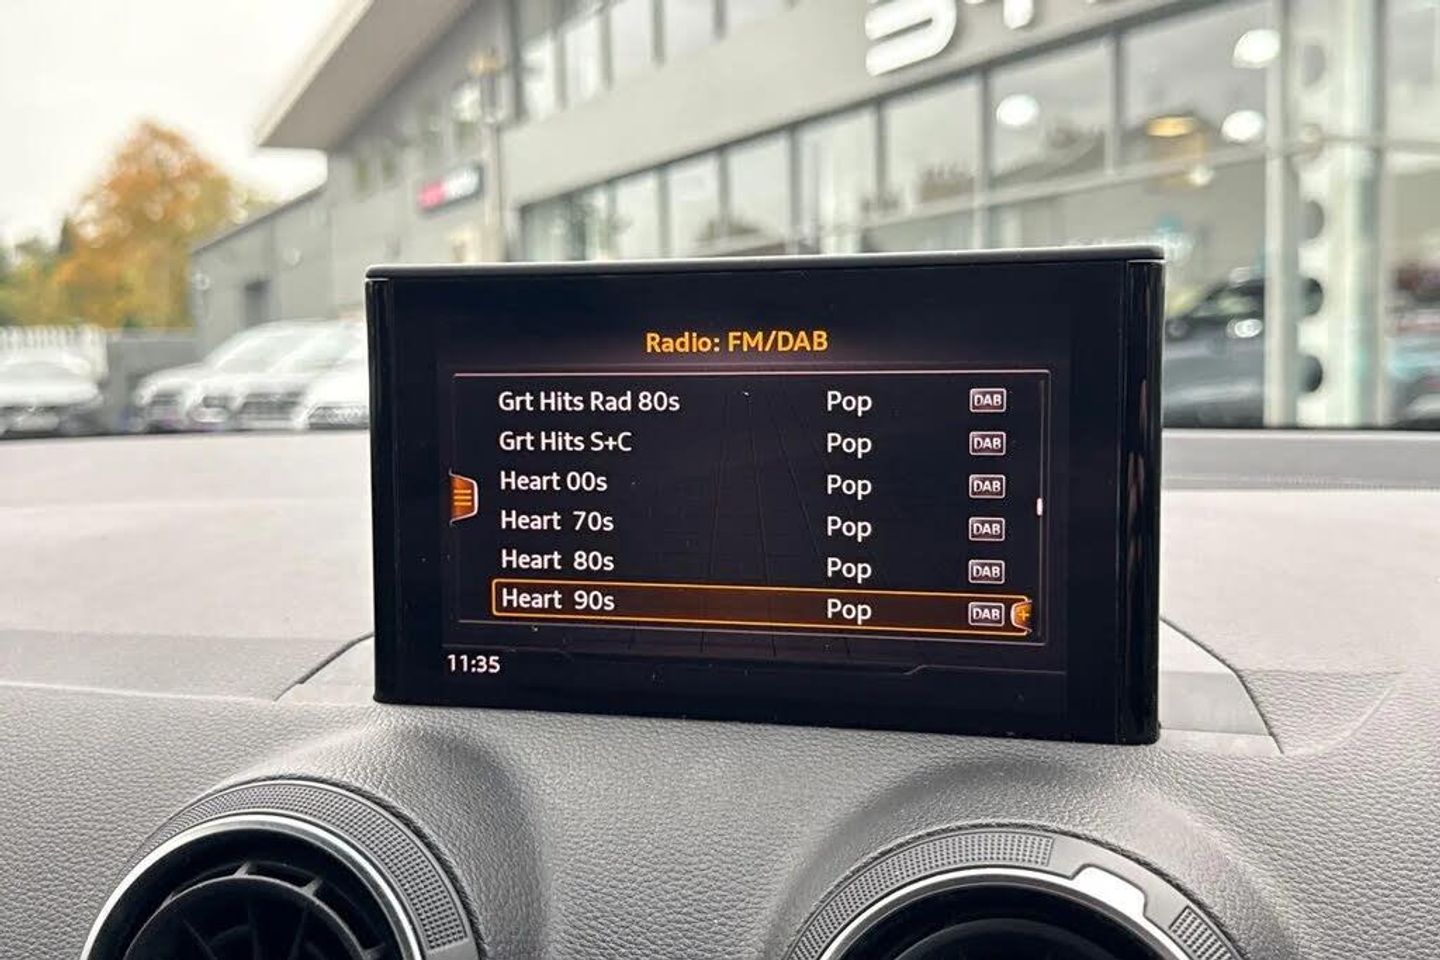 Radio: FM/DAB
Grt Hits Rad 80s Pop DAB
Grt Hits S+C Pop DAB
Heart 00s Pop DAB
Heart 70s Pop DAB
Heart 80s Pop DAB
Heart 90s Pop DAB +
11:35